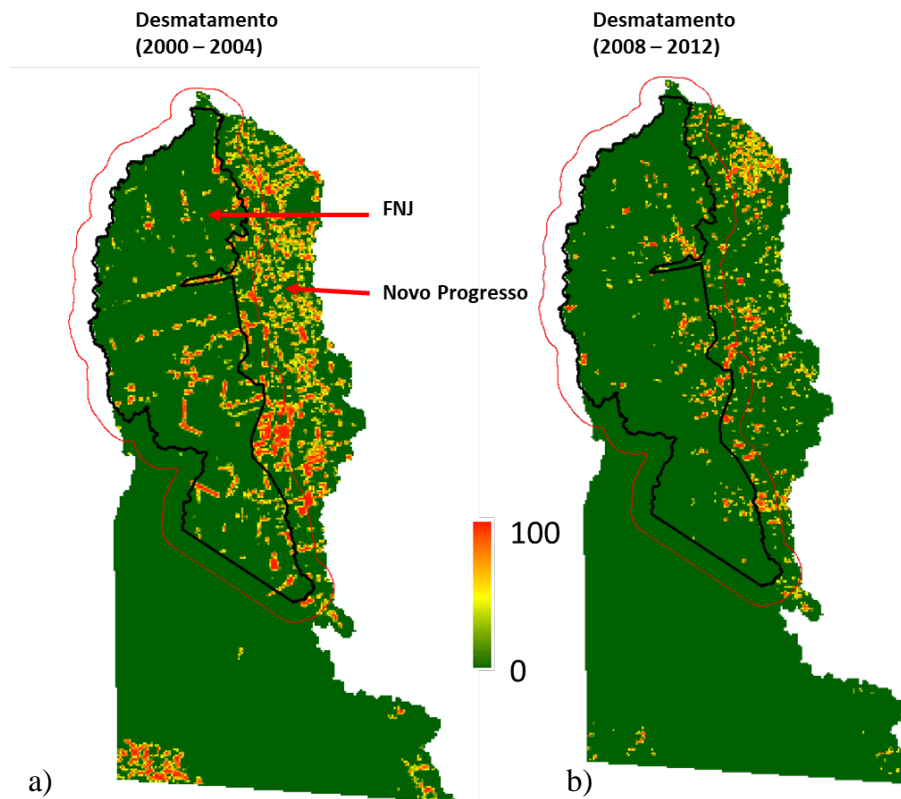 Desmatamento
(2000 – 2004)
Desmatamento
(2008 – 2012)
FNJ
Novo Progresso
100
0
a)
b)